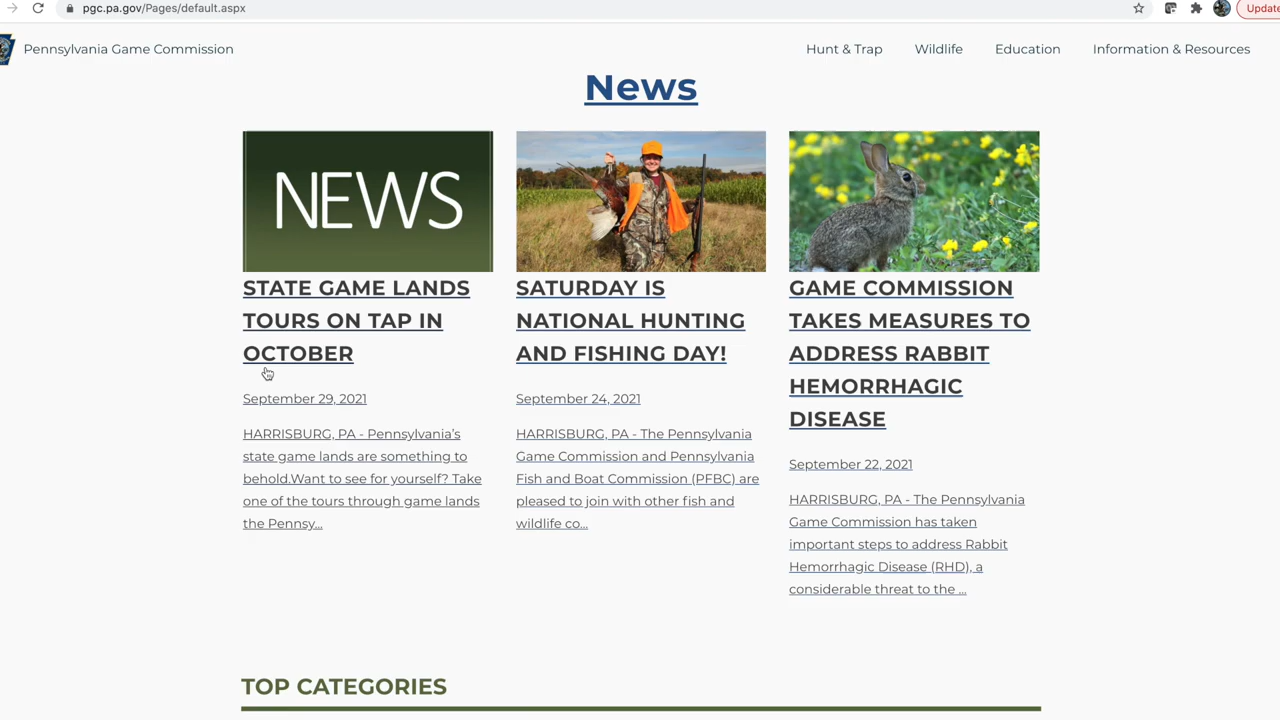 pgc.pa.gov/Pages/default.aspx
Update
Pennsylvania Game Commission
Hunt & Trap
Wildlife
Education
Information & Resources
News
NEWS
STATE GAME LANDS
TOURS ON TAP IN
OCTOBER
September 29, 2021
HARRISBURG, PA - Pennsylvania's
state game lands are something to
behold.Want to see for yourself? Take
one of the tours through game lands
the Pennsy...
SATURDAY IS
NATIONAL HUNTING
AND FISHING DAY!
September 24, 2021
HARRISBURG, PA - The Pennsylvania
Game Commission and Pennsylvania
Fish and Boat Commission (PFBC) are
pleased to join with other fish and
wildlife co...
GAME COMMISSION
TAKES MEASURES TO
ADDRESS RABBIT
HEMORRHAGIC
DISEASE
September 22, 2021
HARRISBURG, PA - The Pennsylvania
Game Commission has taken
important steps to address Rabbit
Hemorrhagic Disease (RHD), a
considerable threat to the ...
TOP CATEGORIES